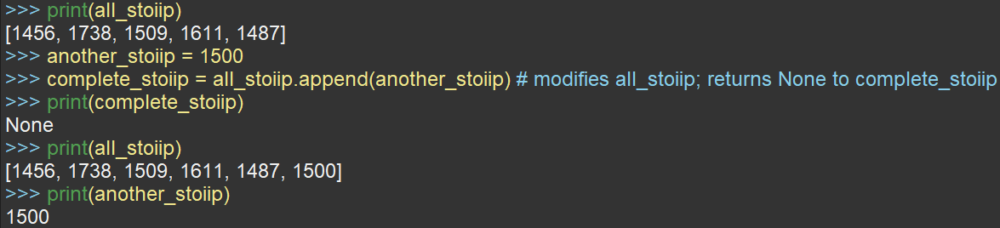 >>> print(all_stoiip)
[1456, 1738, 1509, 1611, 1487]
>>> another_stoiip = 1500
>>> complete_stoiip = all_stoiip.append(another_stoiip) # modifies all_stoiip; returns None to complete_stoiip
>>> print(complete_stoiip)
None
>>> print(all_stoiip)
[1456, 1738, 1509, 1611, 1487, 1500]
>>> print(another_stoiip)
1500